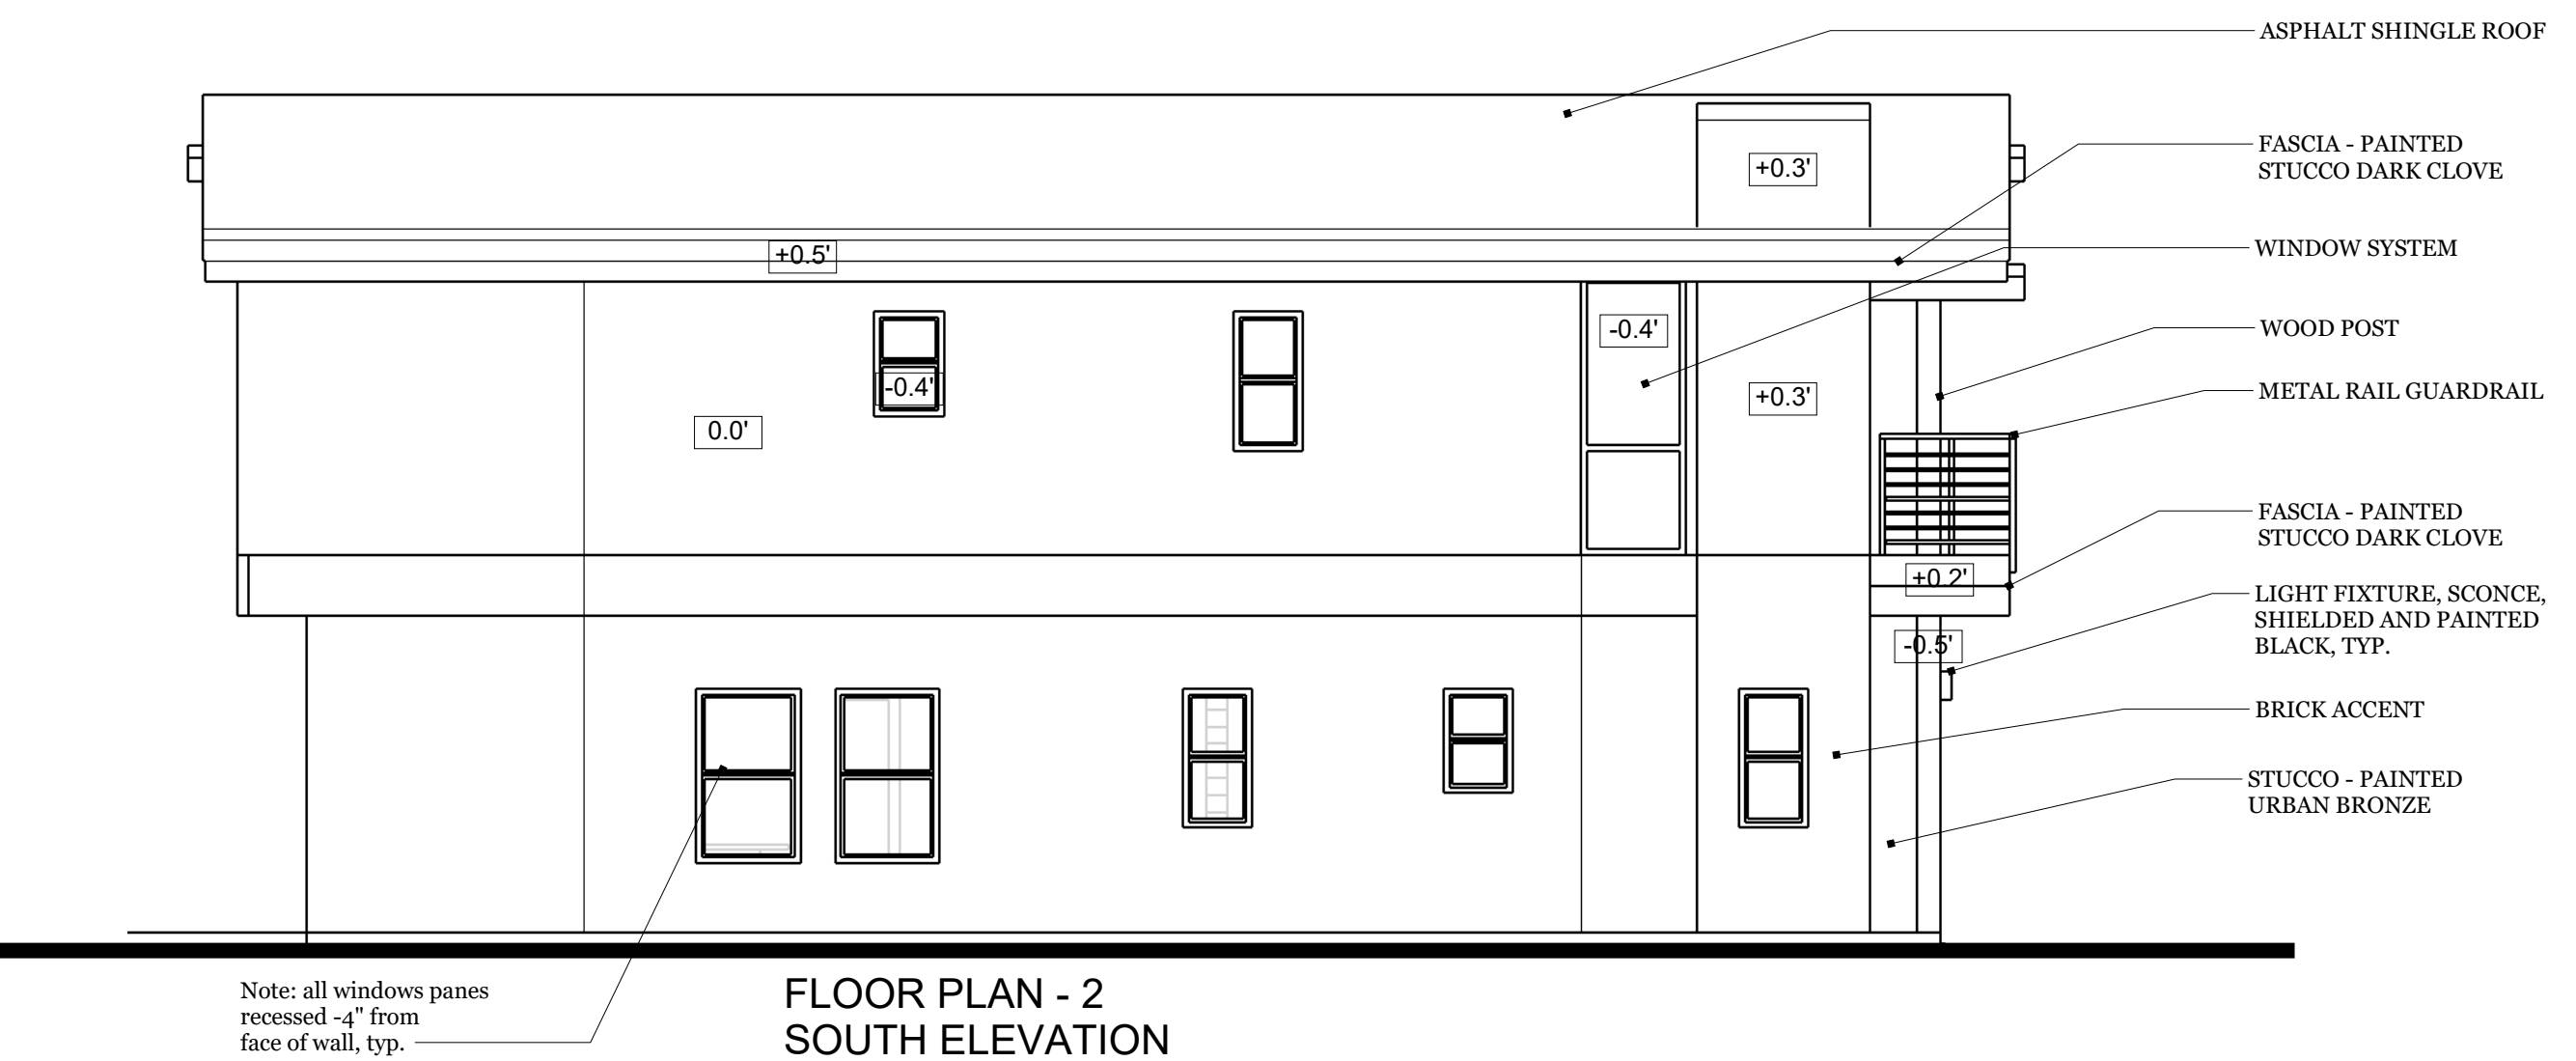 ASPHALT SHINGLE ROOF
FASCIA - PAINTED
STUCCO DARK CLOVE
+0.3'
WINDOW SYSTEM
+0.5'
-0.4'
WOOD POST
-0.4'
+0.3'
METAL RAIL GUARDRAIL
0.0'
FASCIA - PAINTED
STUCCO DARK CLOVE
+0.2'
LIGHT FIXTURE, SCONCE,
SHIELDED AND PAINTED
BLACK, TYP.
-0.5'
BRICK ACCENT
STUCCO - PAINTED
URBAN BRONZE
Note: all windows panes
recessed -4" from
face of wall, typ.
FLOOR PLAN - 2
SOUTH ELEVATION